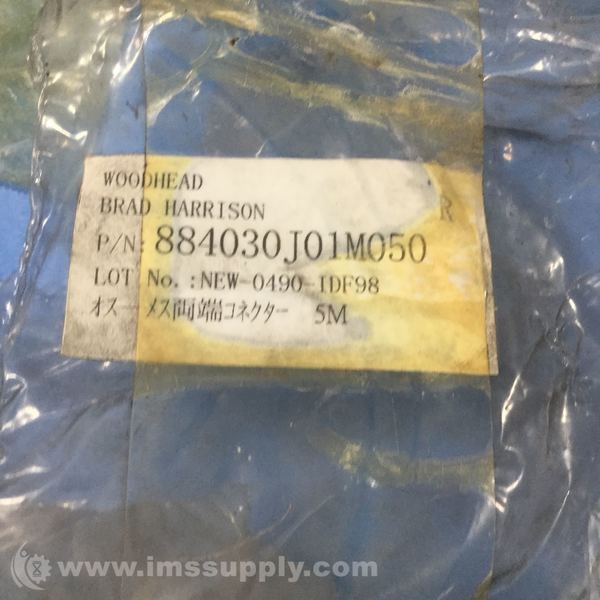 WOODHEAD
BRAD HARRISON R
P/N: 884030J01M050
LOT No.:NEW-0490-IDF98
オスーメス両端コネクター 5M
www.imssupply.com